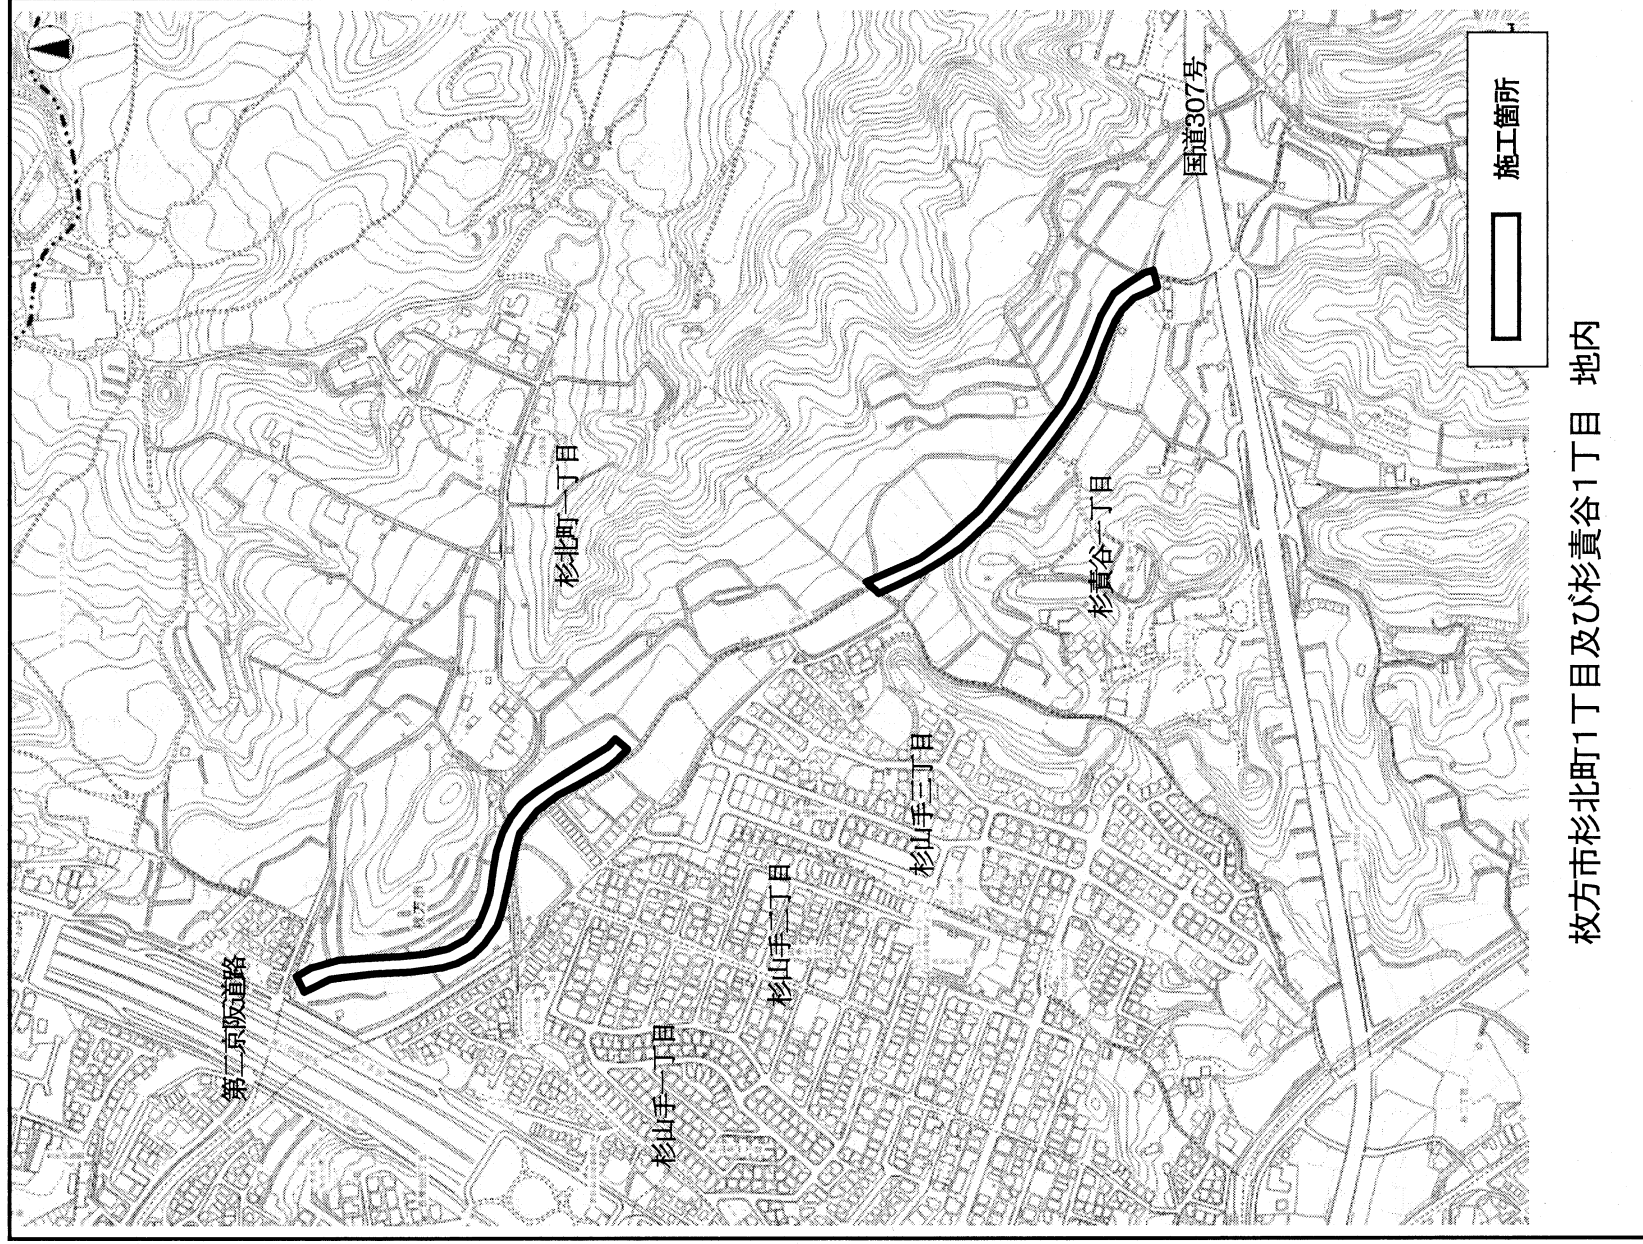 第二京阪道路
杉北町一丁目
国道307号
杉山手一丁目
杉山手二丁目
杉山手三丁目
杉責谷一丁目
施工箇所
枚方市杉北町1丁目及び杉責谷1丁目 地内